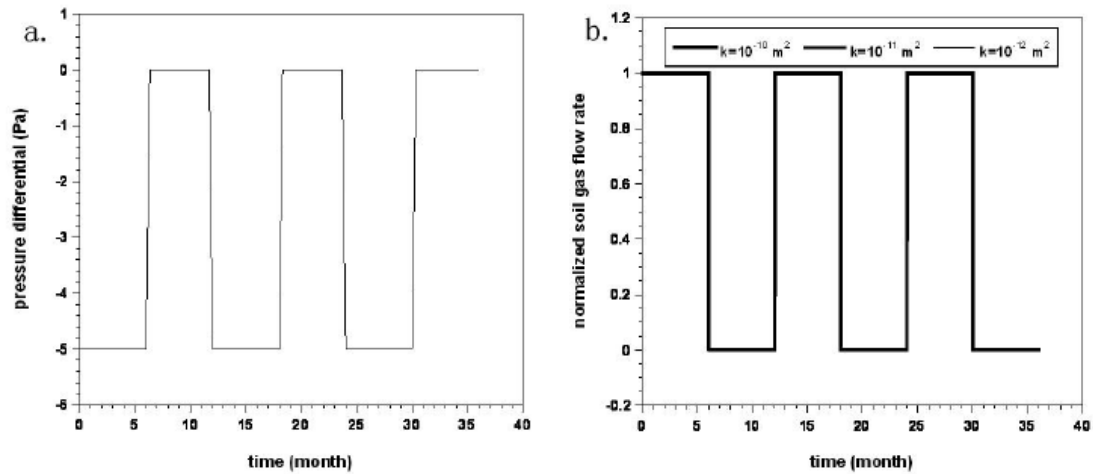 a.
1
0
-1
-2
-3
-4
-5
-6
pressure differential (Pa)
0 5 10 15 20 25 30 35 40
time (month)
b.
k=10⁻¹⁰ m² k=10⁻¹¹ m² k=10⁻¹² m²
1.2
1
0.8
0.6
0.4
0.2
0
-0.2
normalized soil gas flow rate
0 5 10 15 20 25 30 35 40
time (month)